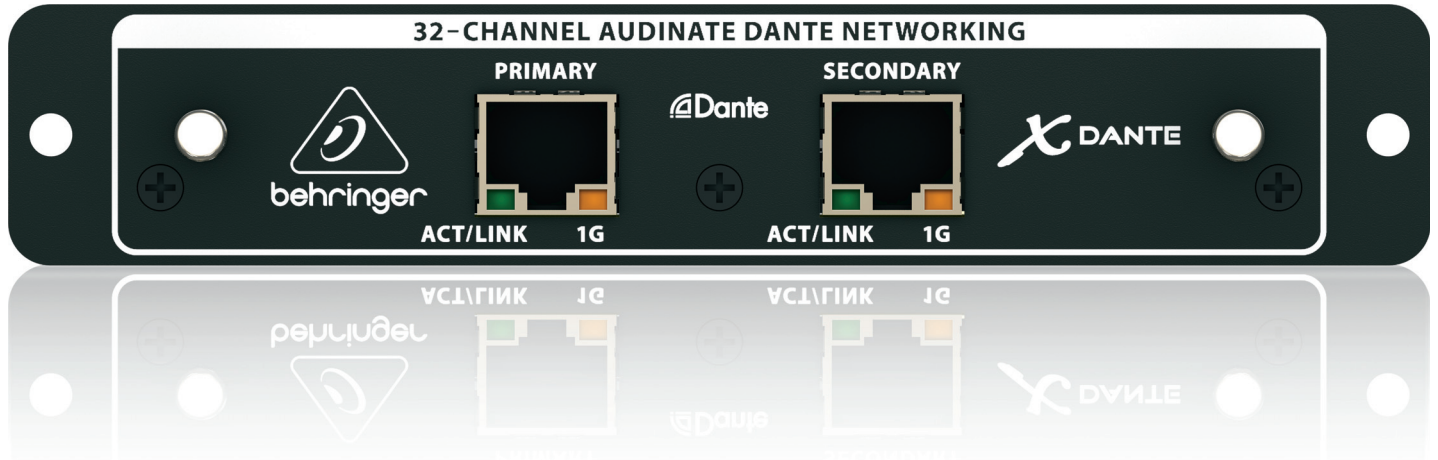 32-CHANNEL AUDINATE DANTE NETWORKING
PRIMARY
SECONDARY
Dante
behringer
X DANTE
ACT/LINK 1G
ACT/LINK 1G